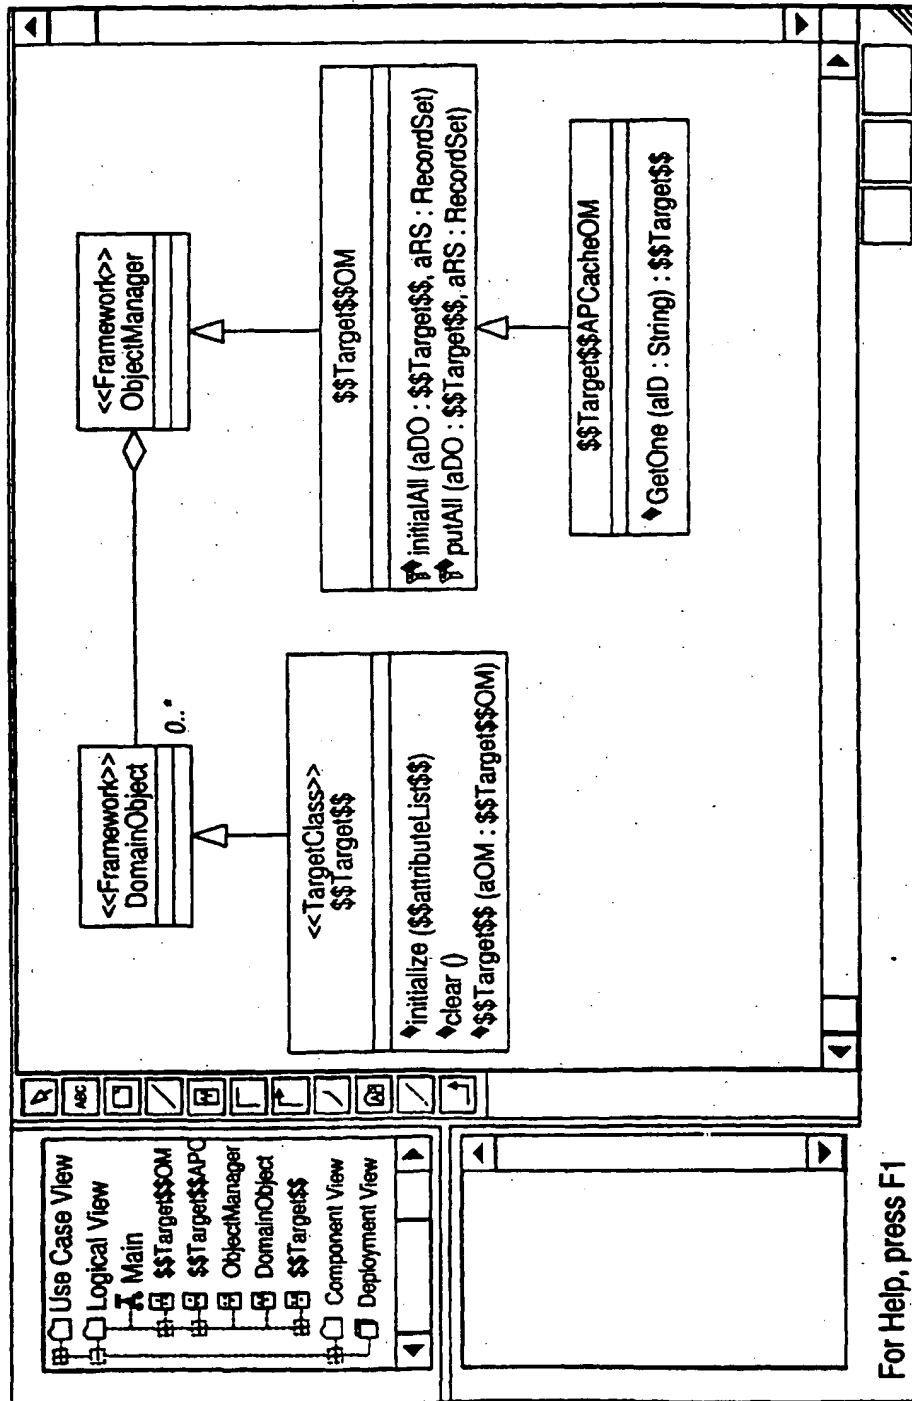 Use Case View
Logical View
Main
$$Target$$OM
$$Target$$APC
ObjectManager
DomainObject
$$Target$$
Component View
Deployment View
ABC
<<Framework>>
DomainObject
0..*
<<Framework>>
ObjectManager
<<TargetClass>>
$$Target$$
initialize ($$attributeList$$)
clear ()
$$Target$$ (aOM : $$Target$$OM)
$$Target$$OM
initialAll (aDO : $$Target$$, aRS : RecordSet)
putAll (aDO : $$Target$$, aRS : RecordSet)
$$Target$$APCacheOM
GetOne (aID : String) : $$Target$$
For Help, press F1